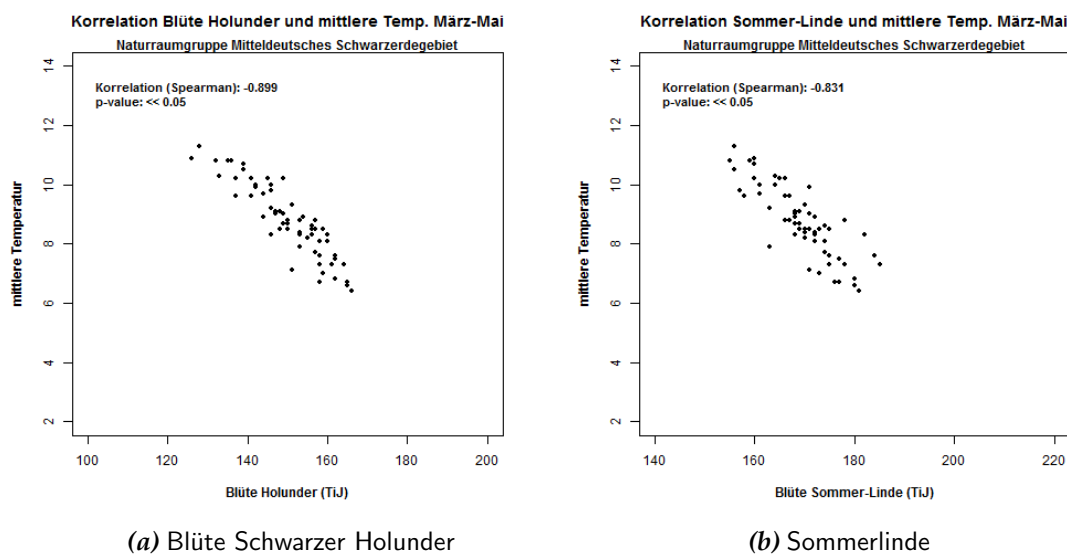 Korrelation Blüte Holunder und mittlere Temp. März-Mai
Naturraumgruppe Mitteldeutsches Schwarzerdegebiet
Korrelation (Spearman): -0.899
p-value: << 0.05
mittlere Temperatur
14
12
10
8
6
4
2
100 120 140 160 180 200
Blüte Holunder (TiJ)
(a) Blüte Schwarzer Holunder
Korrelation Sommer-Linde und mittlere Temp. März-Mai
Naturraumgruppe Mitteldeutsches Schwarzerdegebiet
Korrelation (Spearman): -0.831
p-value: << 0.05
mittlere Temperatur
14
12
10
8
6
4
2
140 160 180 200 220
Blüte Sommer-Linde (TiJ)
(b) Sommerlinde